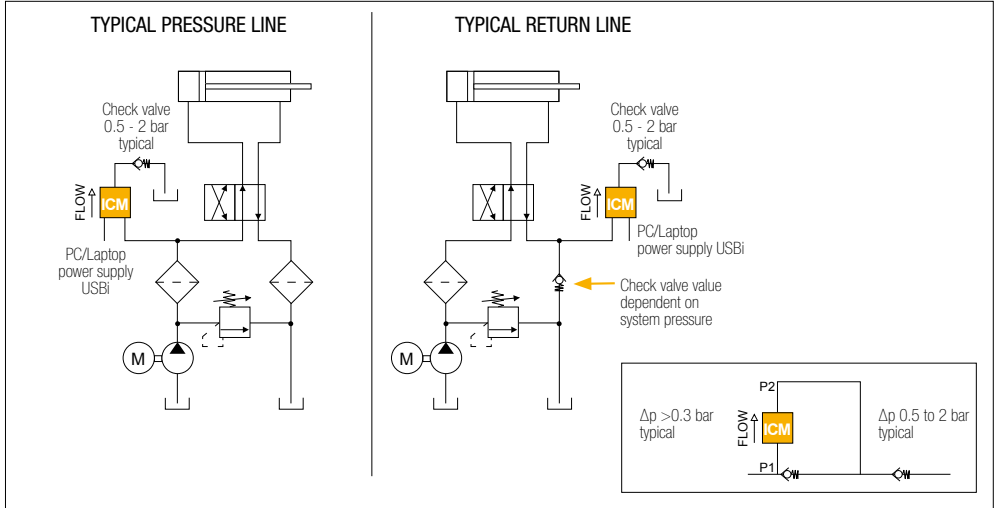 TYPICAL PRESSURE LINE
Check valve
0.5 - 2 bar
typical
FLOW
ICM
PC/Laptop
power supply
USBi
M
TYPICAL RETURN LINE
Check valve
0.5 - 2 bar
typical
FLOW
ICM
PC/Laptop
power supply USBi
Check valve value
dependent on
system pressure
M
P2
Δp >0.3 bar
typical
FLOW
ICM
Δp 0.5 to 2 bar
typical
P1